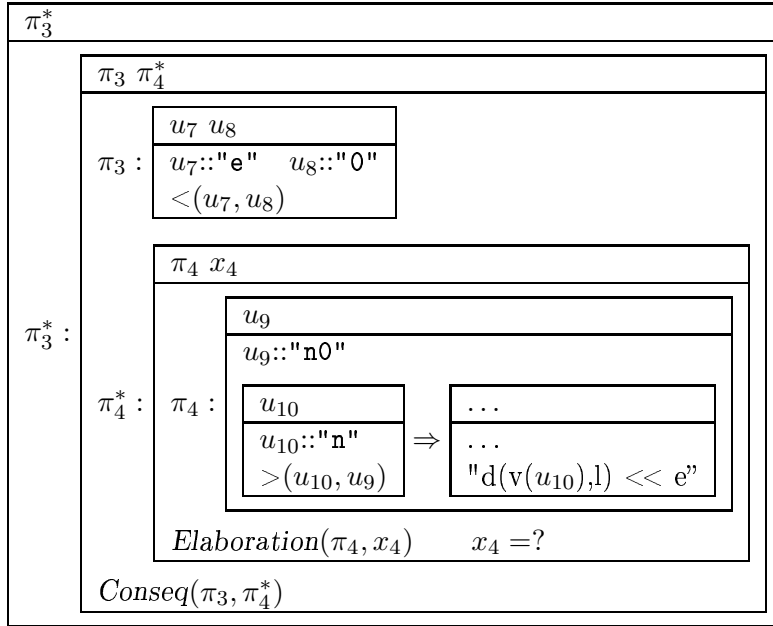 π₃*
π₃ π₄*
u₇ u₈
π₃ : u₇::"e" u₈::"0"
<(u₇, u₈)
π₄ x₄
π₃* :
u₉
u₉::"n0"
π₄* : π₄ :
u₁₀ . . .
u₁₀::"n" ⇒ . . .
>(u₁₀, u₉) "d(v(u₁₀),l) << e”
Elaboration(π₄, x₄) x₄ =?
Conseq(π₃, π₄*)